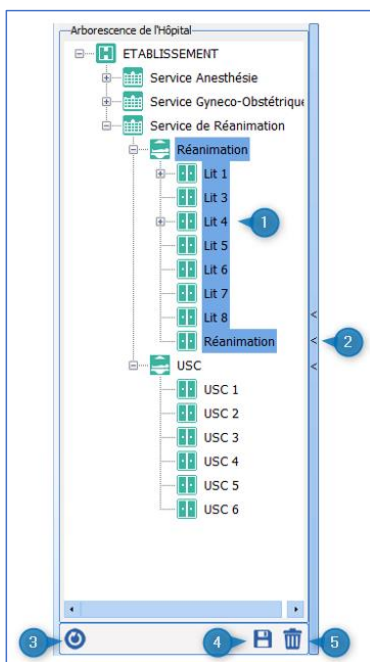 Arborescence de l'Hôpital
ETABLISSEMENT
Service Anesthésie
Service Gyneco-Obstétrique
Service de Réanimation
Réanimation
Lit 1
Lit 3
Lit 4
1
Lit 5
Lit 6
Lit 7
Lit 8
<
Réanimation
<
2
USC
<
USC 1
USC 2
USC 3
USC 4
USC 5
USC 6
3
4
5